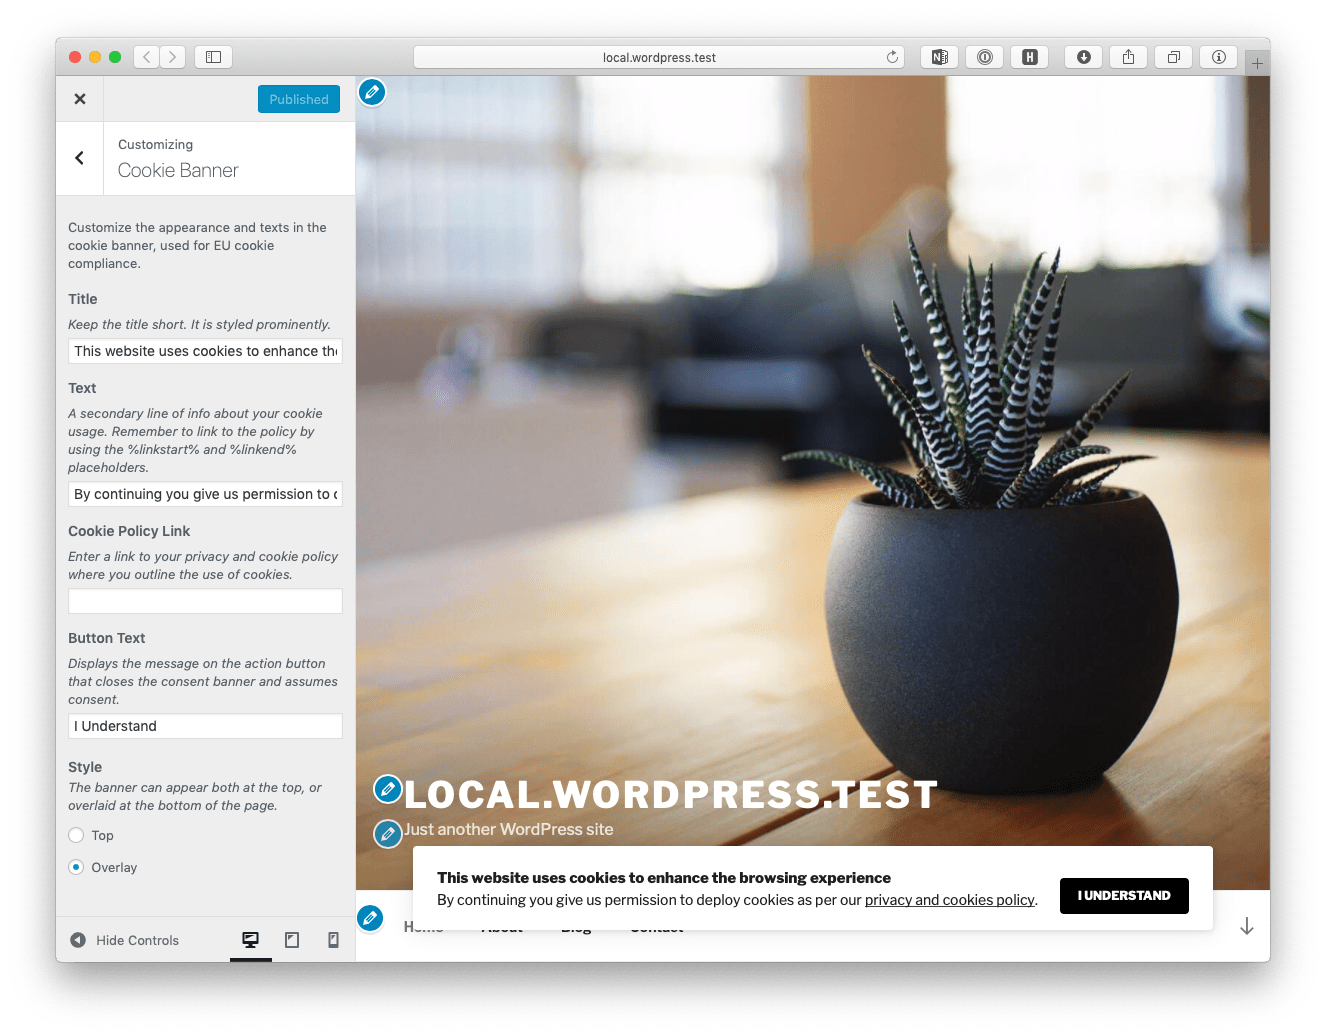 local.wordpress.test
Published
Customizing
Cookie Banner
Customize the appearance and texts in the
cookie banner, used for EU cookie
compliance.
Title
Keep the title short. It is styled prominently.
This website uses cookies to enhance the
Text
A secondary line of info about your cookie
usage. Remember to link to the policy by
using the %linkstart% and %linkend%
placeholders.
By continuing you give us permission to
Cookie Policy Link
Enter a link to your privacy and cookie policy
where you outline the use of cookies.
Button Text
Displays the message on the action button
that closes the consent banner and assumes
consent.
I Understand
Style
The banner can appear both at the top, or
overlaid at the bottom of the page.
Top
Overlay
Hide Controls
LOCAL.WORDPRESS.TEST
Just another WordPress site
This website uses cookies to enhance the browsing experience
By continuing you give us permission to deploy cookies as per our privacy and cookies policy.
I UNDERSTAND
Home About Blog Contact